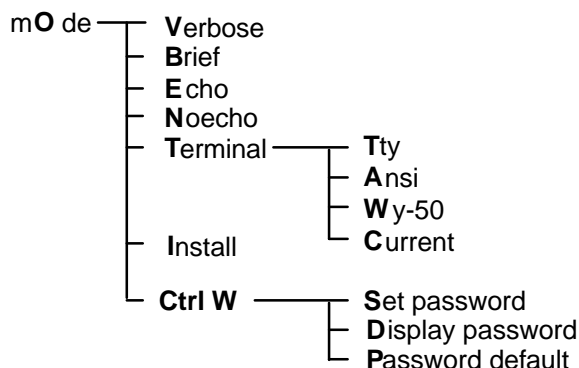 mO de Verbose
Brief
Echo
Noecho
Terminal Tty
Ansi
Wy-50
Install Current
Ctrl W Set password
Display password
Password default